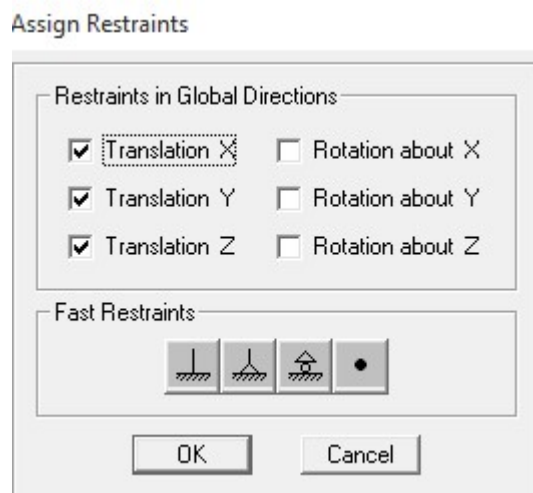 Assign Restraints
Restraints in Global Directions
Translation X Rotation about X
Translation Y Rotation about Y
Translation Z Rotation about Z
Fast Restraints
OK Cancel